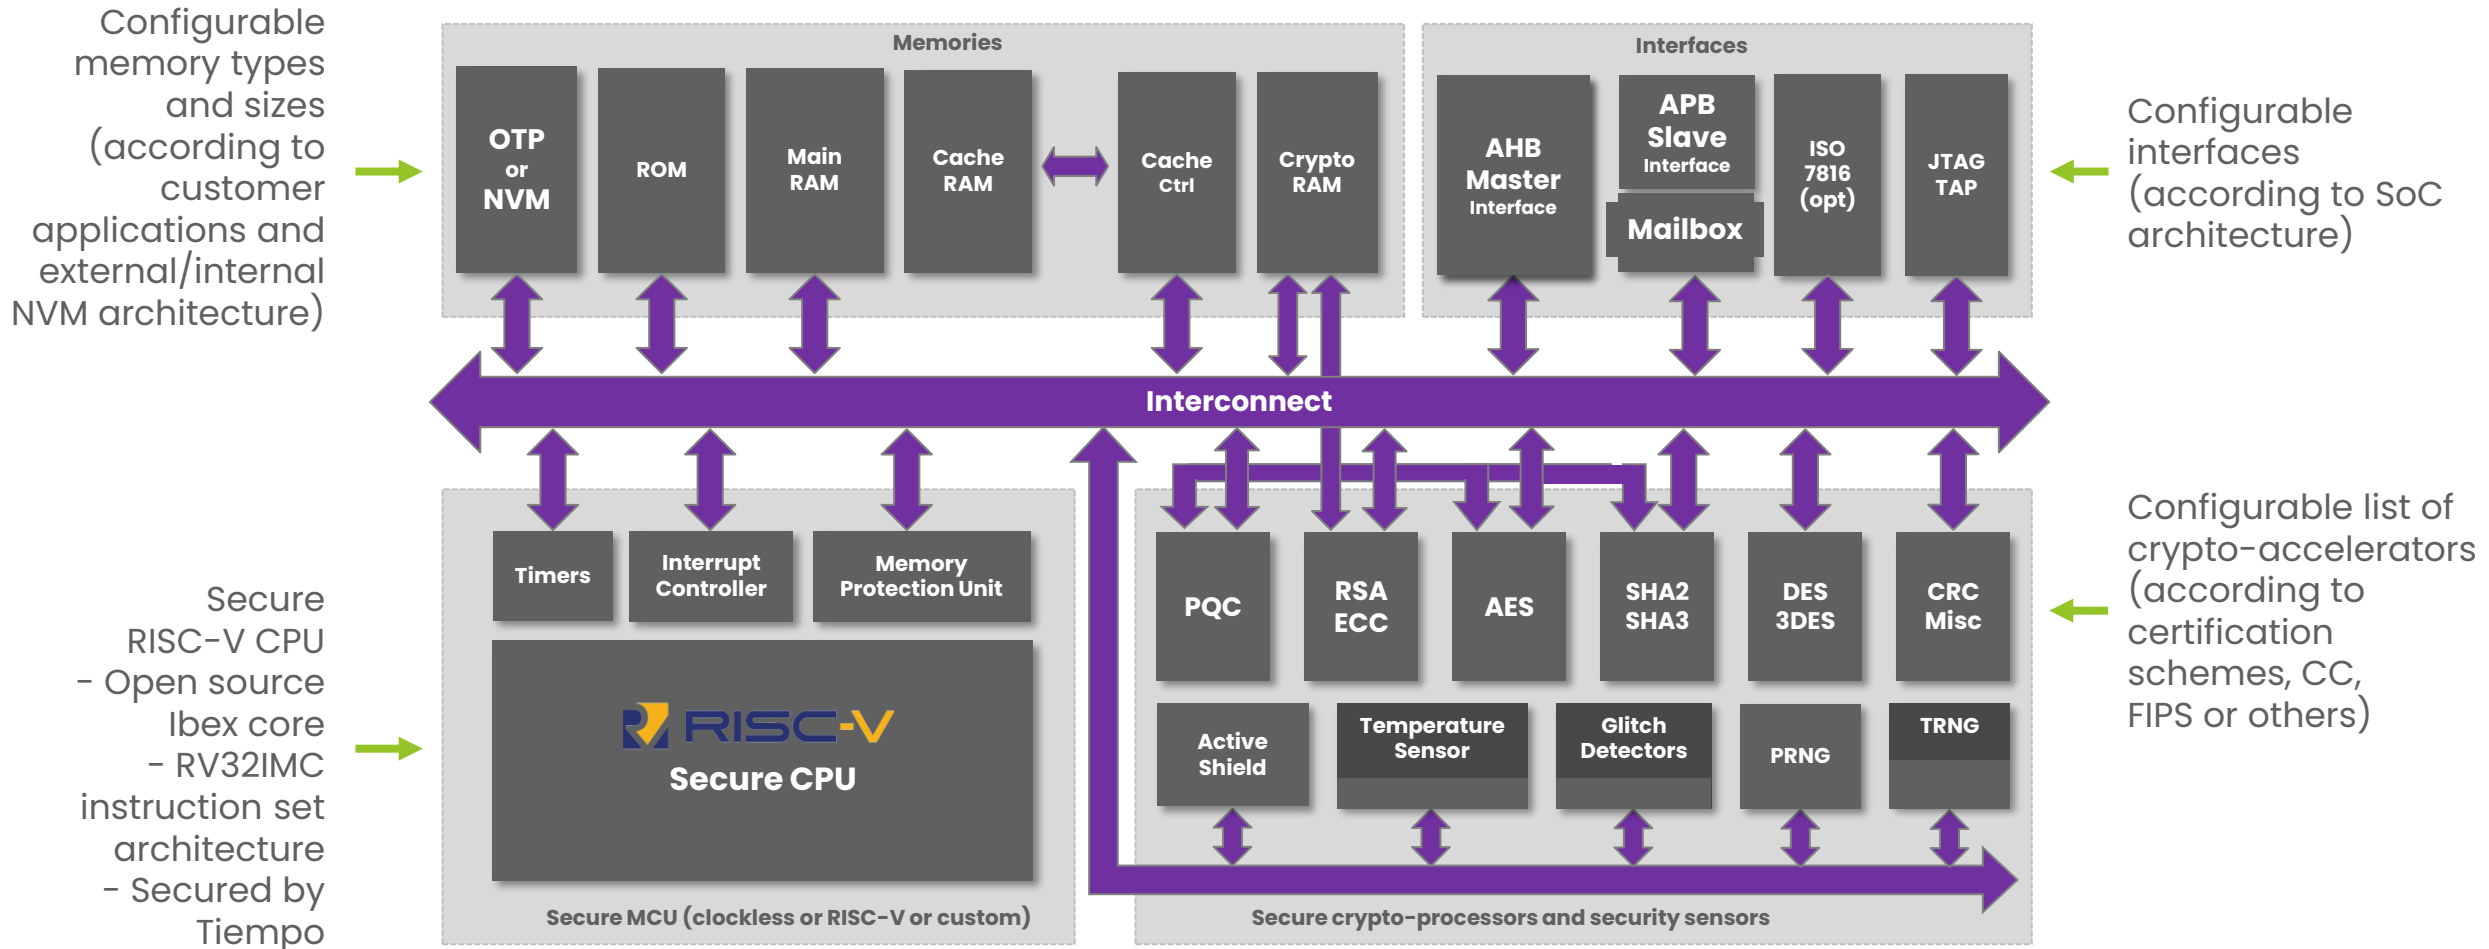 Configurable
memory types
and sizes
(according to
customer
applications and
external/internal
NVM architecture)
Memories
OTP
or
NVM
ROM
Main
RAM
Cache
RAM
Cache
Ctrl
Crypto
RAM
Interfaces
AHB
Master
Interface
APB
Slave
Interface
Mailbox
ISO
7816
(opt)
JTAG
TAP
Configurable
interfaces
(according to SoC
architecture)
Interconnect
Secure
RISC-V CPU
- Open source
Ibex core
- RV32IMC
instruction set
architecture
- Secured by
Tiempo
Timers
Interrupt
Controller
Memory
Protection Unit
RISC-V
Secure CPU
Secure MCU (clockless or RISC-V or custom)
PQC
RSA
ECC
AES
SHA2
SHA3
DES
3DES
CRC
Misc
Active
Shield
Temperature
Sensor
Glitch
Detectors
PRNG
TRNG
Secure crypto-processors and security sensors
Configurable list of
crypto-accelerators
(according to
certification
schemes, CC,
FIPS or others)